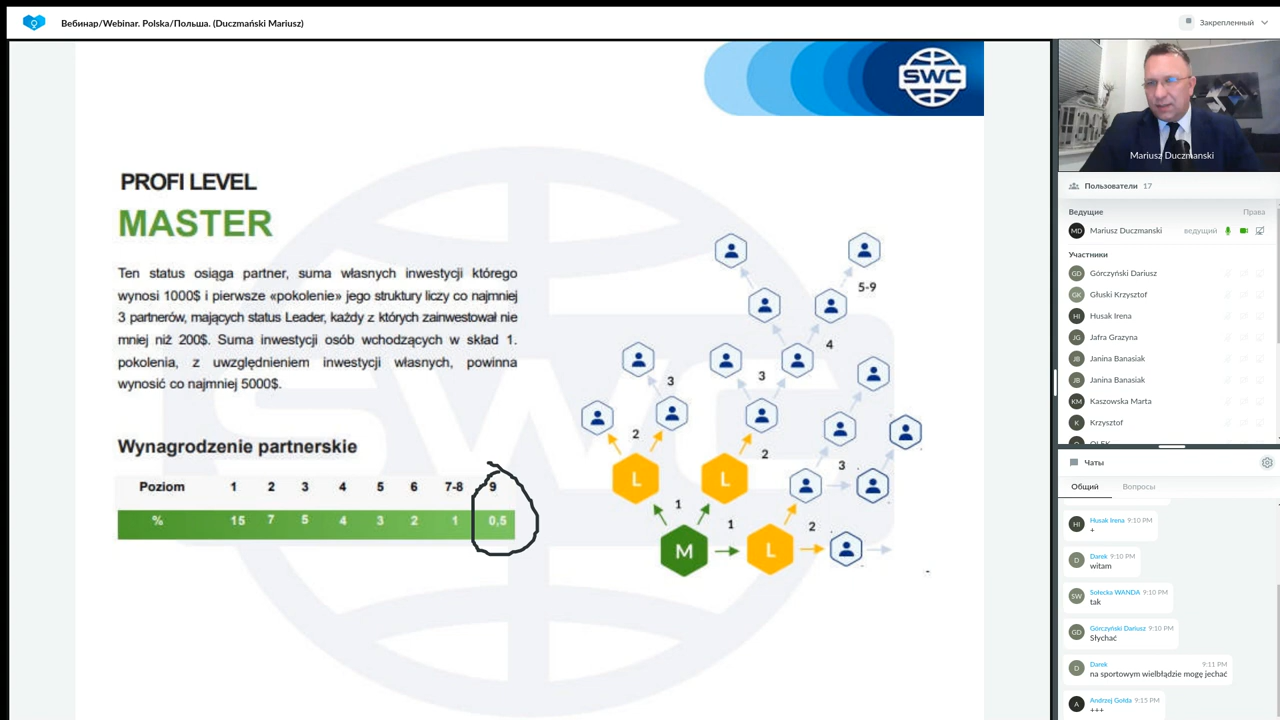 Вебинар/Webinar. Polska/Польша. (Duczmański Mariusz)
Закрепленный
SWC
PROFI LEVEL
MASTER
Ten status osiąga partner, suma własnych inwestycji którego
wynosi 1000$ i pierwsze «pokolenie» jego struktury liczy co najmniej
3 partnerów, mających status Leader, każdy z których zainwestował nie
mniej niż 200$. Suma inwestycji osób wchodzących w skład 1.
pokolenia, z uwzględnieniem inwestycji własnych, powinna
wynosić co najmniej 5000$.
Wynagrodzenie partnerskie
Poziom 1 2 3 4 5 6 7-8 9
% 15 7 5 4 3 2 1 0,5
5-9
4
3
3
2
2
3
L
L
1
1
2
M
L
Mariusz Duczmanski
Пользователи 17
Ведущие Права
MD Mariusz Duczmanski ведущий
Участники
GD Górczyński Dariusz
GK Głuski Krzysztof
HI Husak Irena
JG Jafra Grazyna
JB Janina Banasiak
JB Janina Banasiak
KM Kaszowska Marta
K Krzysztof
Чаты
Общий Вопросы
HI Husak Irena 9:10 PM
+
D Darek 9:10 PM
witam
SW Sołecka WANDA 9:10 PM
tak
GD Górczyński Dariusz 9:10 PM
Słychać
D Darek 9:11 PM
na sportowym wielbłądzie mogę jechać
A Andrzej Gołda 9:15 PM
+++